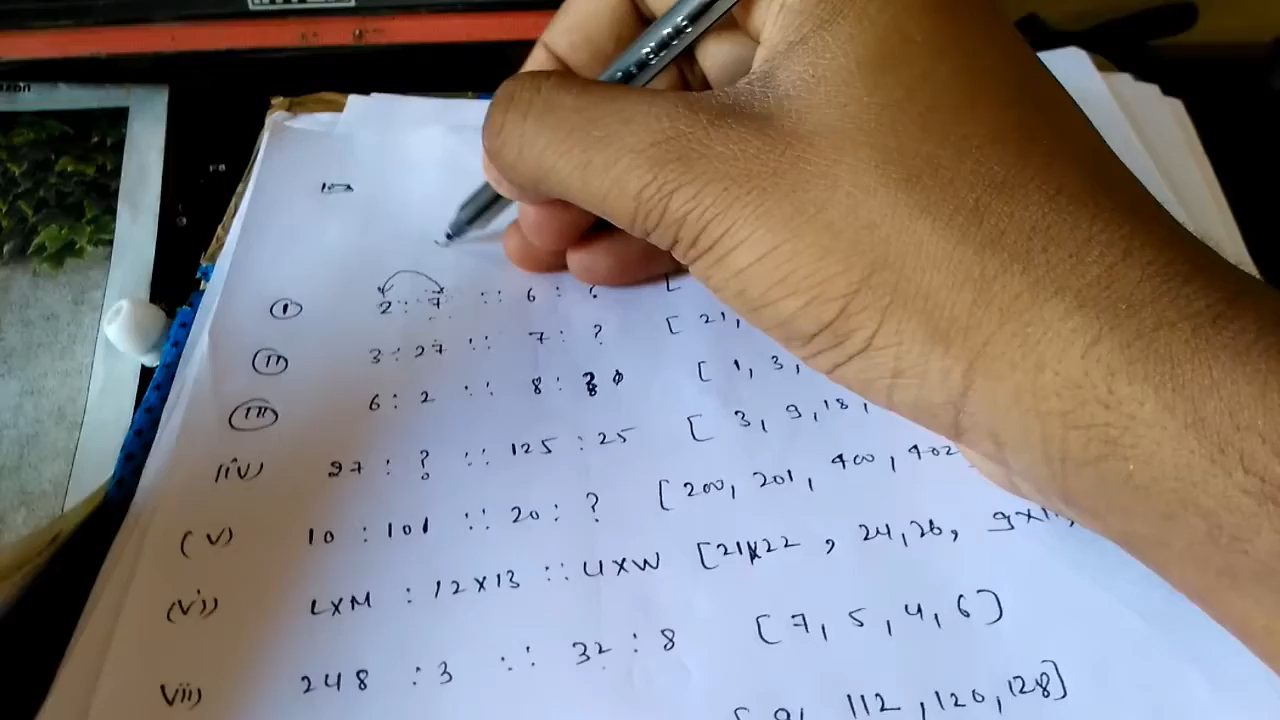 (I) 2 : 7 :: 6 : ? [
(II) 3 : 27 :: 7 : ? [ 21,
(III) 6 : 2 :: 8 : [ 1, 3,
(iv) 27 : ? :: 125 : 25 [ 3, 9, 18,
(V) 10 : 101 :: 20 : ? [ 200, 201, 400, 402
(Vi) LXM : 12X13 :: UXW [21X22 , 24,26,
Vii) 248 : 3 :: 32 : 8 [ 7, 5, 4, 6 ]
112 , 120, 128]